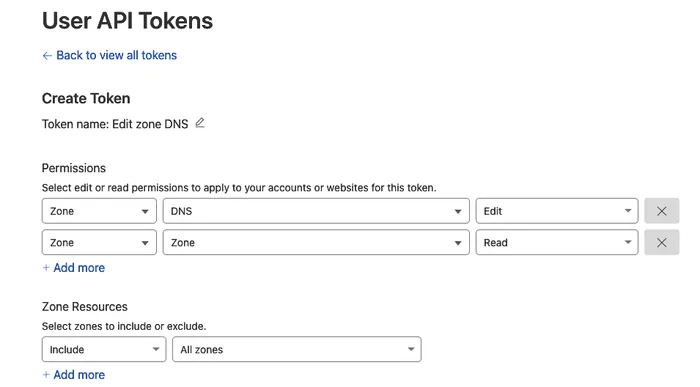 User API Tokens
← Back to view all tokens
Create Token
Token name: Edit zone DNS
Permissions
Select edit or read permissions to apply to your accounts or websites for this token.
Zone DNS Edit
Zone Zone Read
+ Add more
Zone Resources
Select zones to include or exclude.
Include All zones
+ Add more